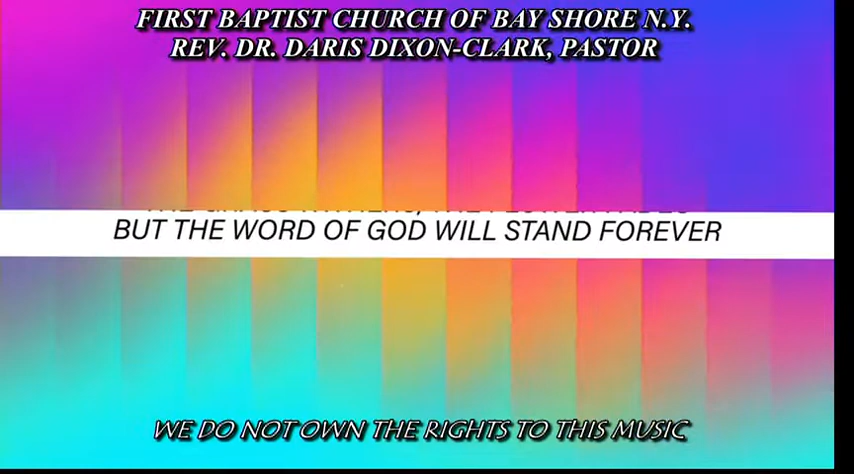 FIRST BAPTIST CHURCH OF BAY SHORE N.Y.
REV. DR. DARIS DIXON-CLARK, PASTOR
BUT THE WORD OF GOD WILL STAND FOREVER
WE DO NOT OWN THE RIGHTS TO THIS MUSIC